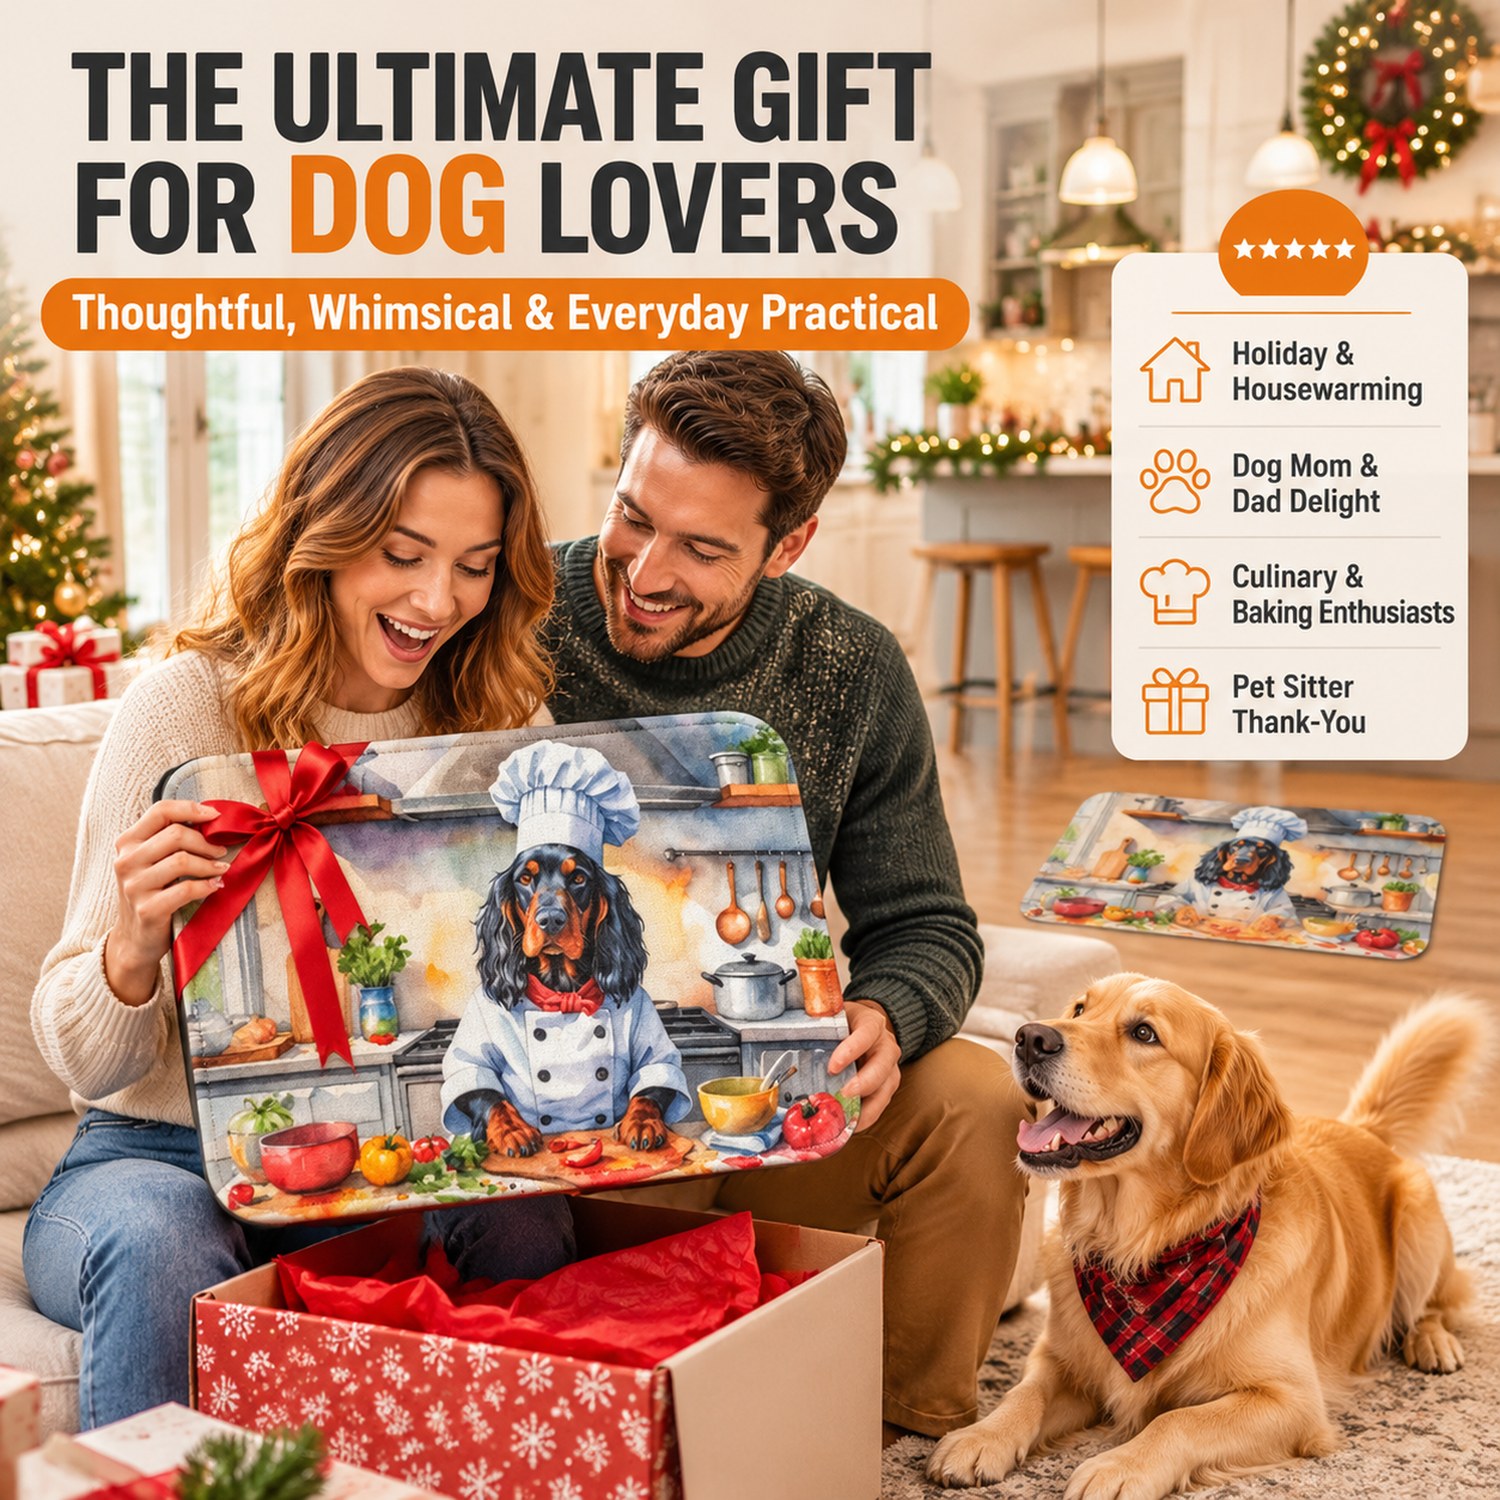 THE ULTIMATE GIFT
FOR DOG LOVERS
Thoughtful, Whimsical & Everyday Practical
Holiday &
Housewarming
Dog Mom &
Dad Delight
Culinary &
Baking Enthusiasts
Pet Sitter
Thank-You